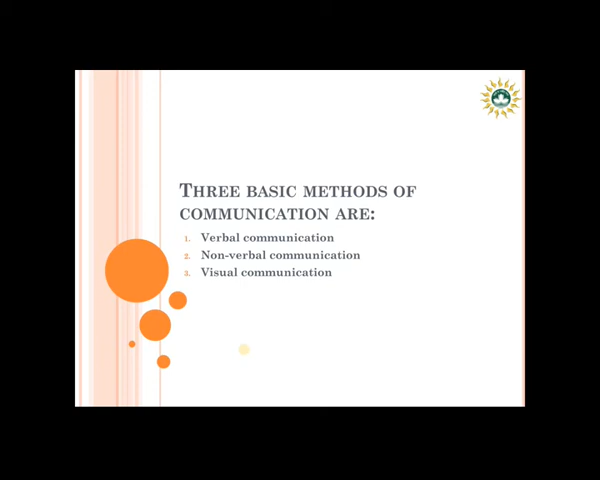 THREE BASIC METHODS OF
COMMUNICATION ARE:
1. Verbal communication
2. Non-verbal communication
3. Visual communication